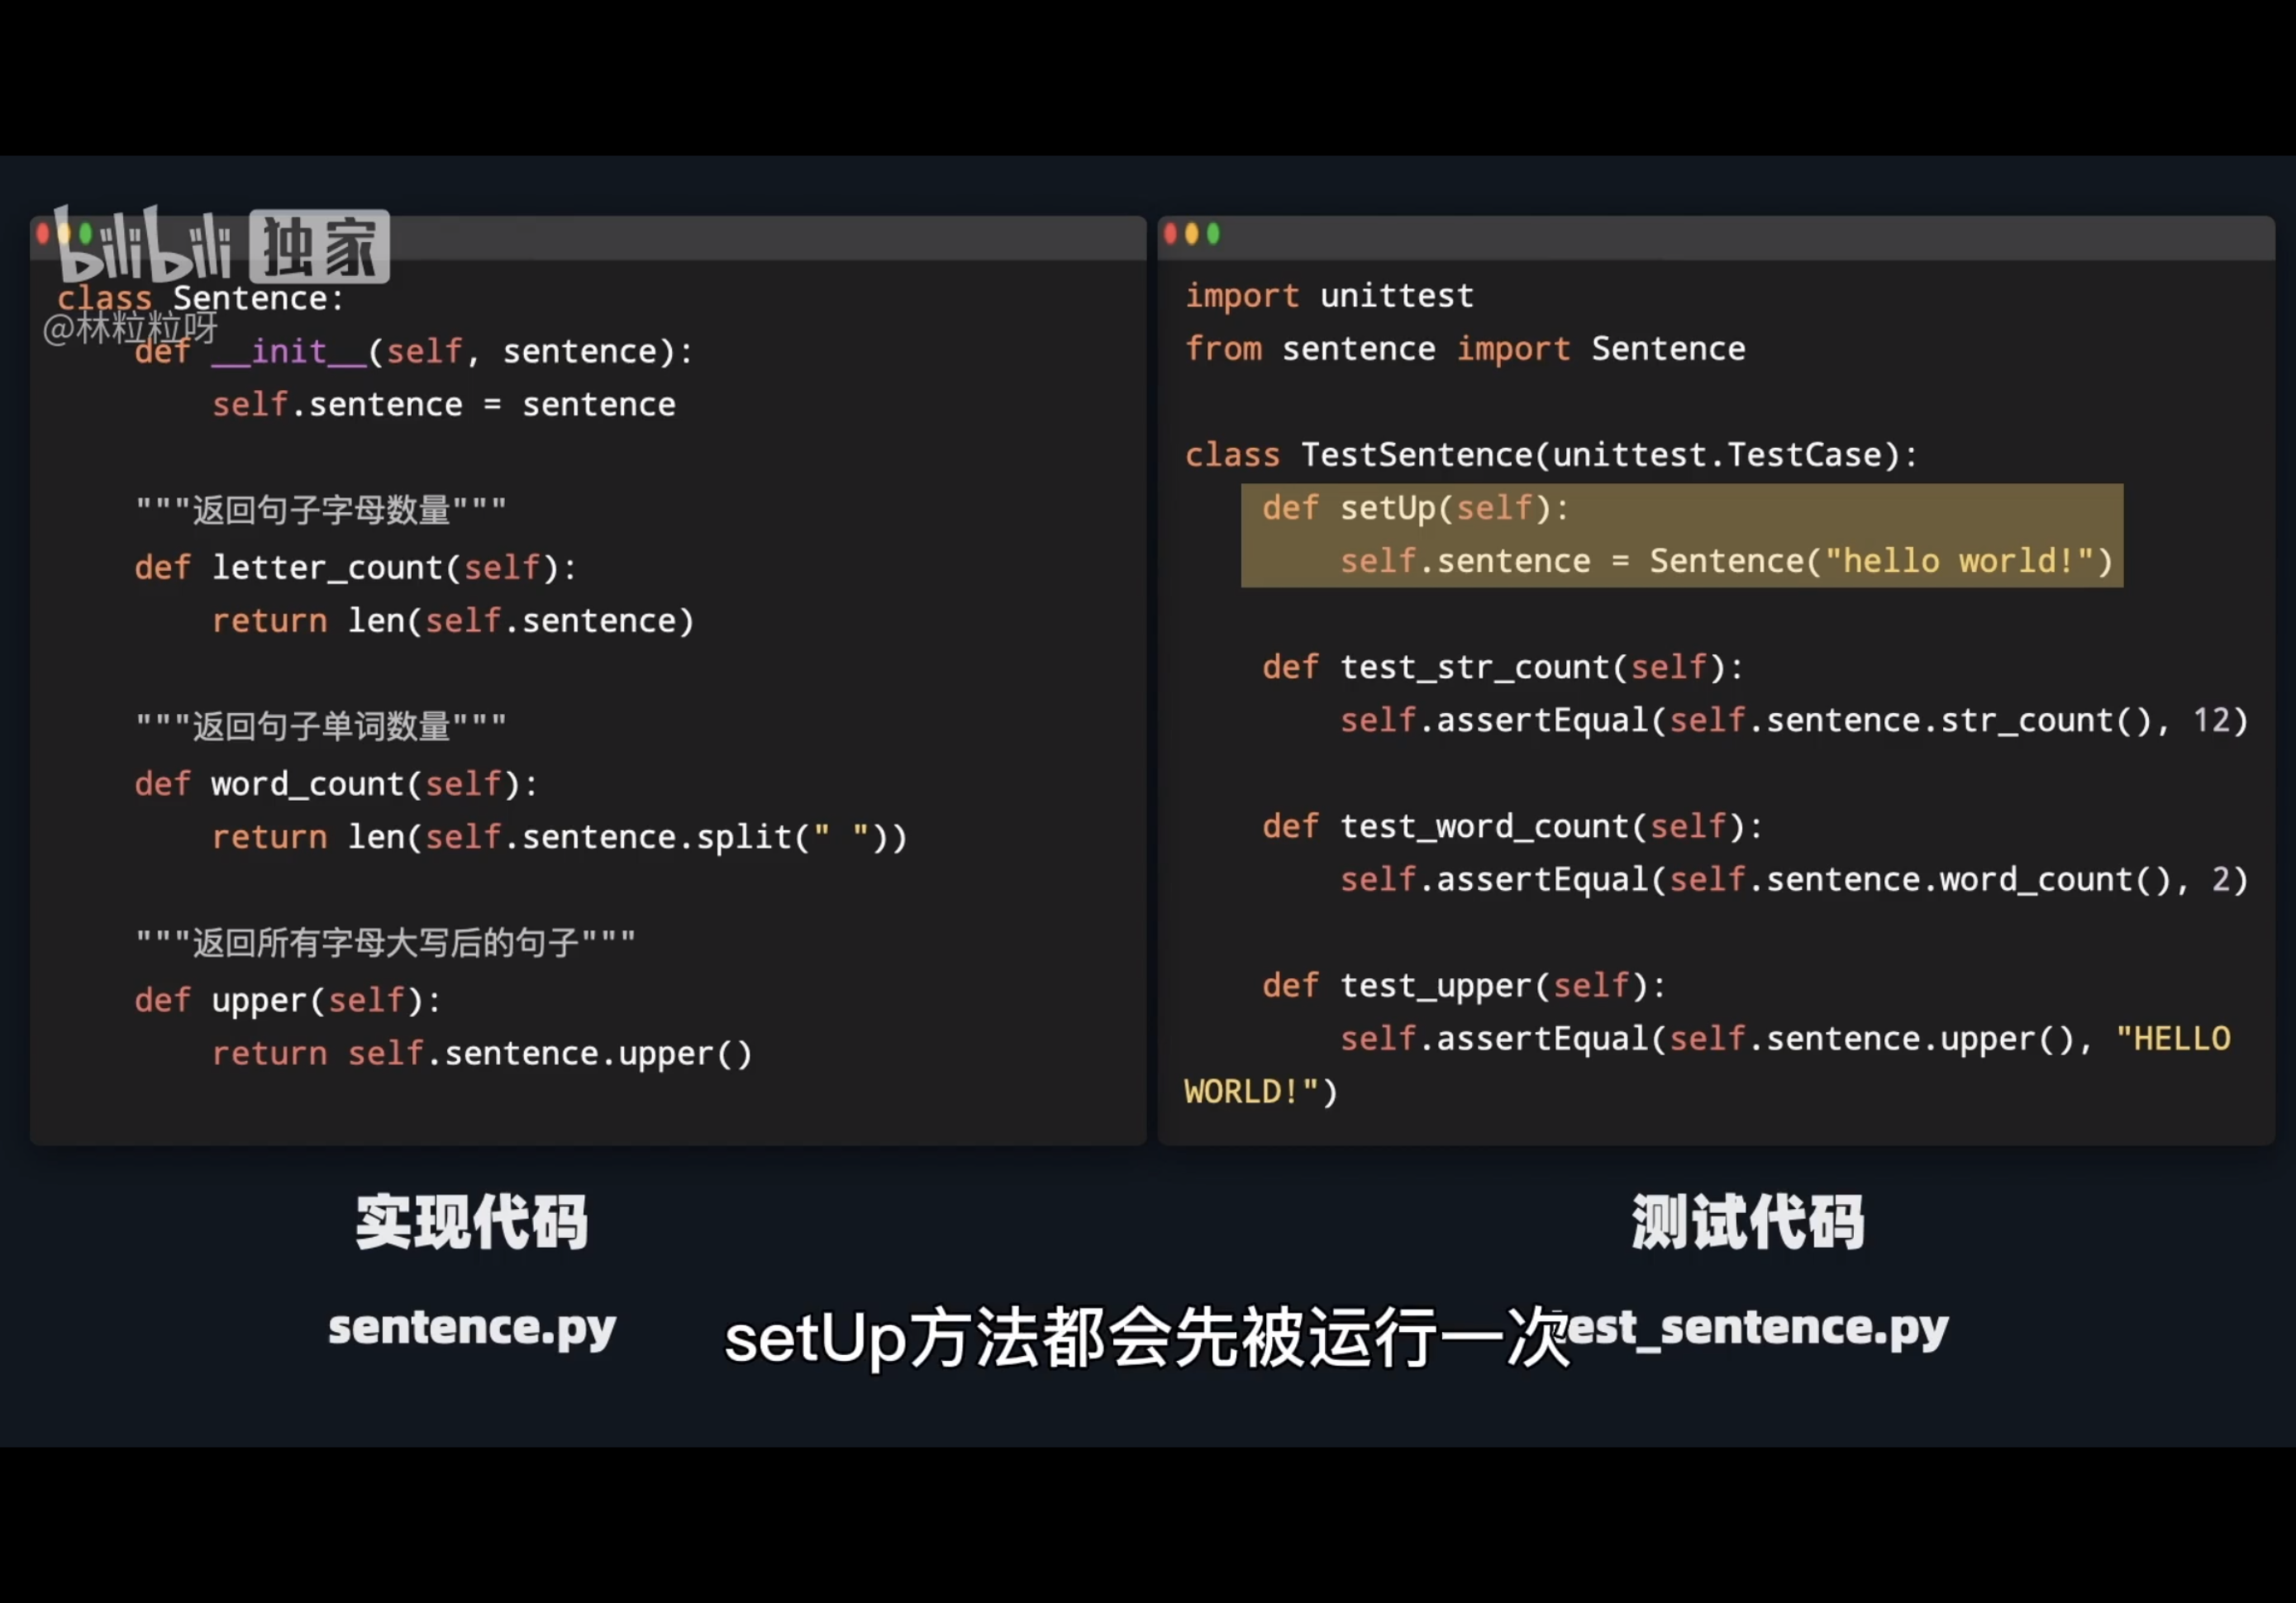 bilibili 独家
@林粒粒呀
class Sentence:
    def __init__(self, sentence):
        self.sentence = sentence
    """返回句子字母数量"""
    def letter_count(self):
        return len(self.sentence)
    """返回句子单词数量"""
    def word_count(self):
        return len(self.sentence.split(" "))
    """返回所有字母大写后的句子"""
    def upper(self):
        return self.sentence.upper()
import unittest
from sentence import Sentence
class TestSentence(unittest.TestCase):
    def setUp(self):
        self.sentence = Sentence("hello world!")
    def test_str_count(self):
        self.assertEqual(self.sentence.str_count(), 12)
    def test_word_count(self):
        self.assertEqual(self.sentence.word_count(), 2)
    def test_upper(self):
        self.assertEqual(self.sentence.upper(), "HELLO
WORLD!")
实现代码
sentence.py
测试代码
test_sentence.py
setUp方法都会先被运行一次